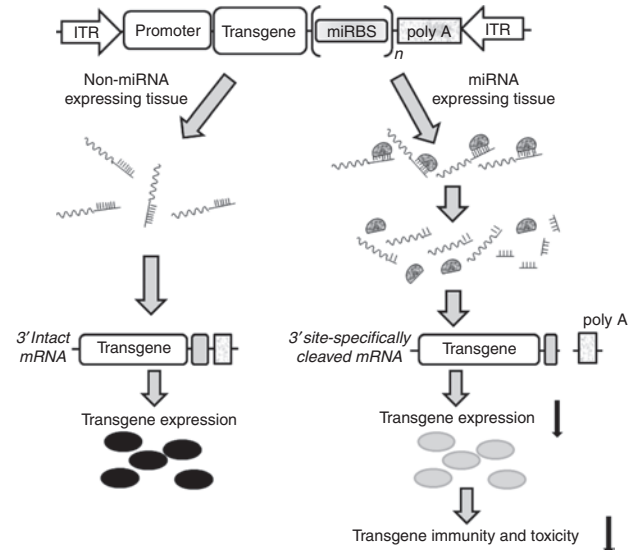 ITR Promoter Transgene miRBS n poly A ITR
Non-miRNA
expressing tissue
miRNA
expressing tissue
3′ Intact
mRNA
Transgene
3′ site-specifically
cleaved mRNA
Transgene
poly A
Transgene expression
Transgene expression
Transgene immunity and toxicity